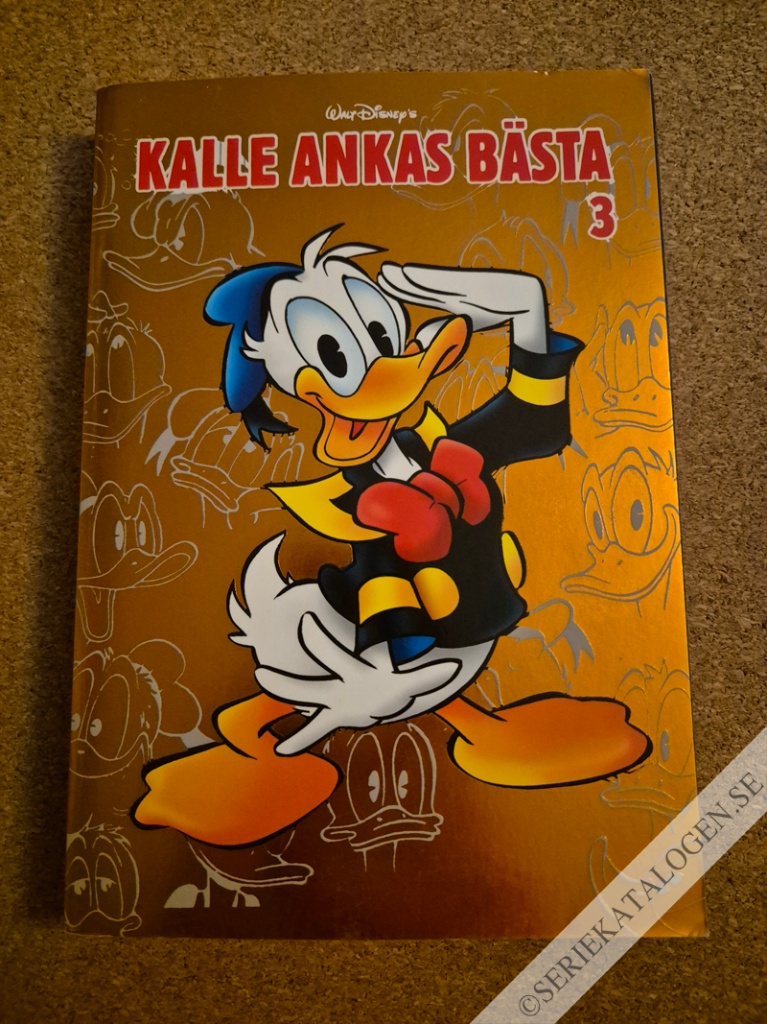 WALT DISNEY'S
KALLE ANKAS BÄSTA
3
©SERIEKATALOGEN.SE